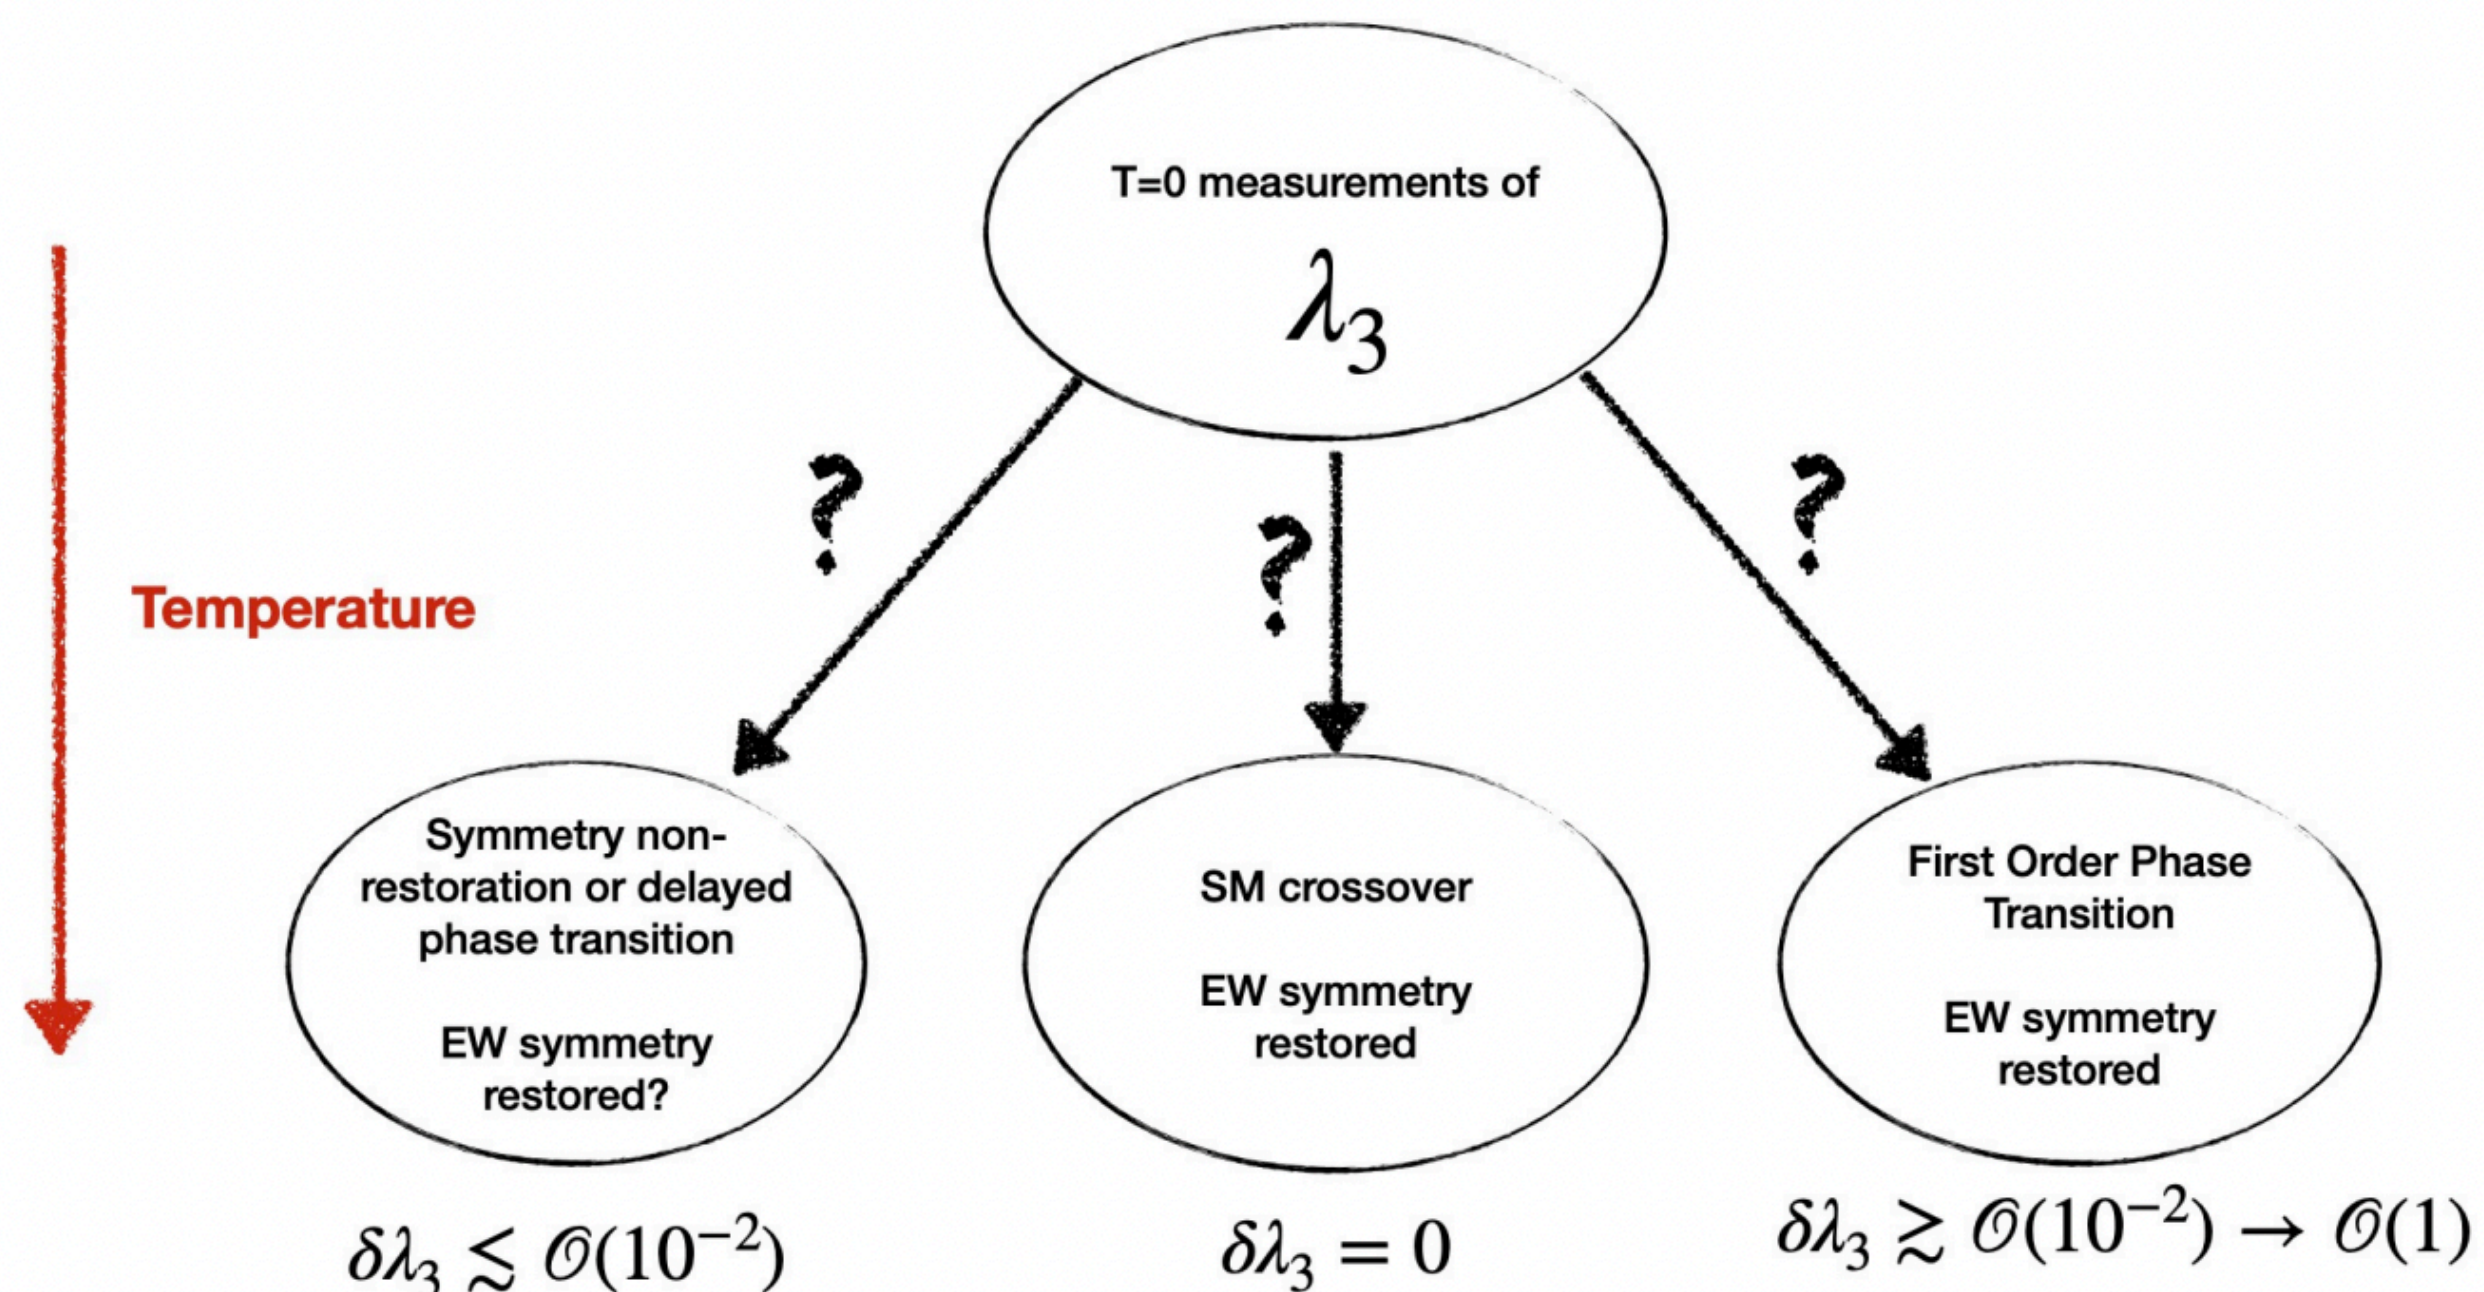 T=0 measurements of
λ₃
?
?
?
Temperature
Symmetry non-
restoration or delayed
phase transition
EW symmetry
restored?
SM crossover
EW symmetry
restored
First Order Phase
Transition
EW symmetry
restored
δλ₃ ≲ 𝒪(10⁻²)
δλ₃ = 0
δλ₃ ≳ 𝒪(10⁻²) → 𝒪(1)